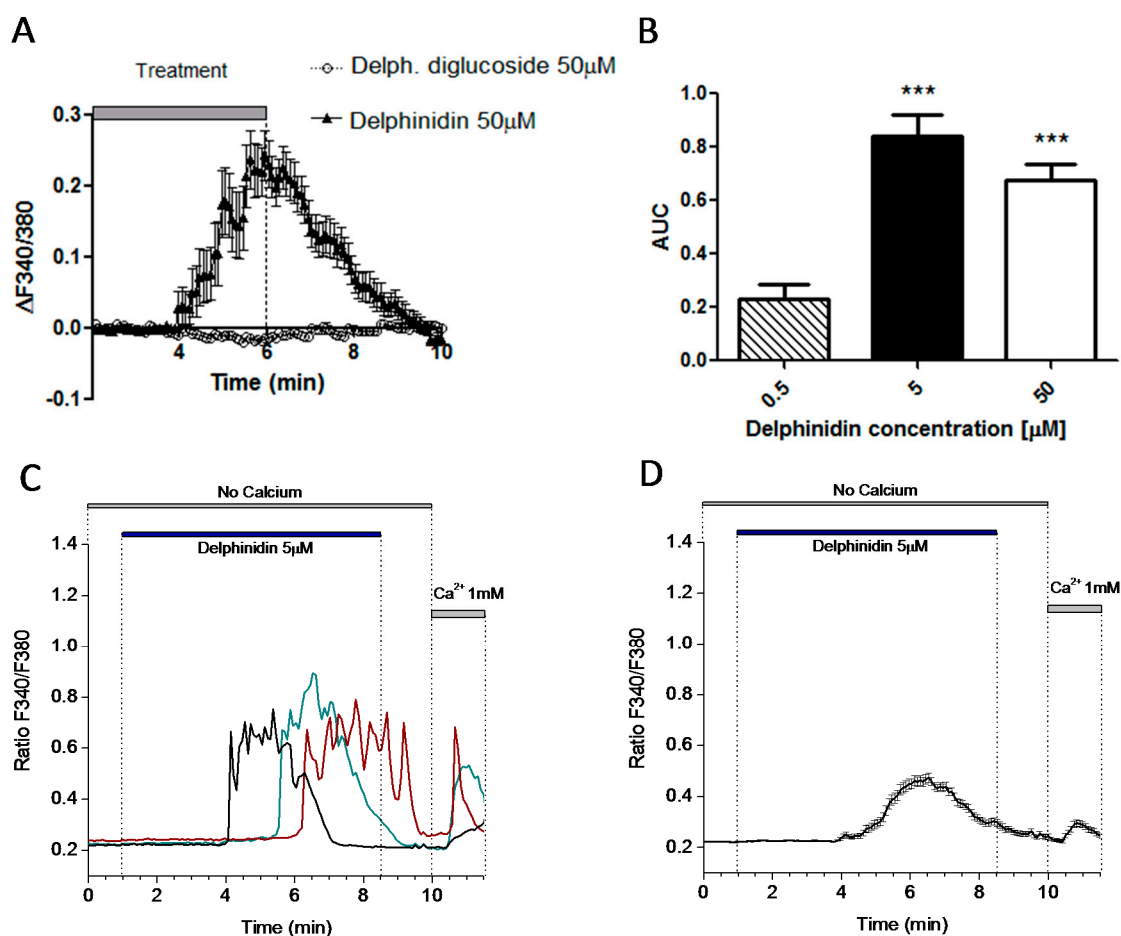 A
Treatment
Delph. diglucoside 50µM
Delphinidin 50µM
0.3
0.2
0.1
0.0
-0.1
4
6
8
10
ΔF340/380
Time (min)
B
***
***
1.0
0.8
0.6
0.4
0.2
0.0
AUC
0.5
5
50
Delphinidin concentration [µM]
C
No Calcium
Delphinidin 5µM
Ca²⁺ 1mM
1.4
1.2
1.0
0.8
0.6
0.4
0.2
Ratio F340/F380
0
2
4
6
8
10
Time (min)
D
No Calcium
Delphinidin 5µM
Ca²⁺ 1mM
1.4
1.2
1.0
0.8
0.6
0.4
0.2
Ratio F340/F380
0
2
4
6
8
10
Time (min)